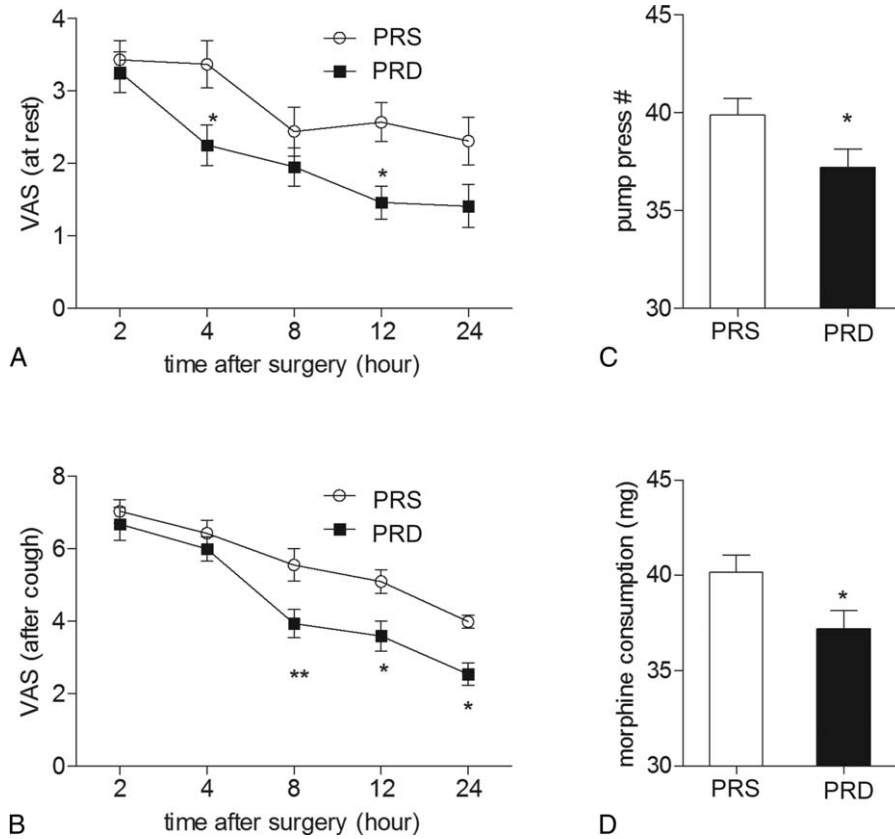 4
3
2
1
0
VAS (at rest)
PRS
PRD
*
*
2 4 8 12 24
time after surgery (hour)
A
45
40
35
30
pump press #
*
PRS PRD
C
8
6
4
2
0
VAS (after cough)
PRS
PRD
**
*
*
2 4 8 12 24
time after surgery (hour)
B
45
40
35
30
morphine consumption (mg)
*
PRS PRD
D